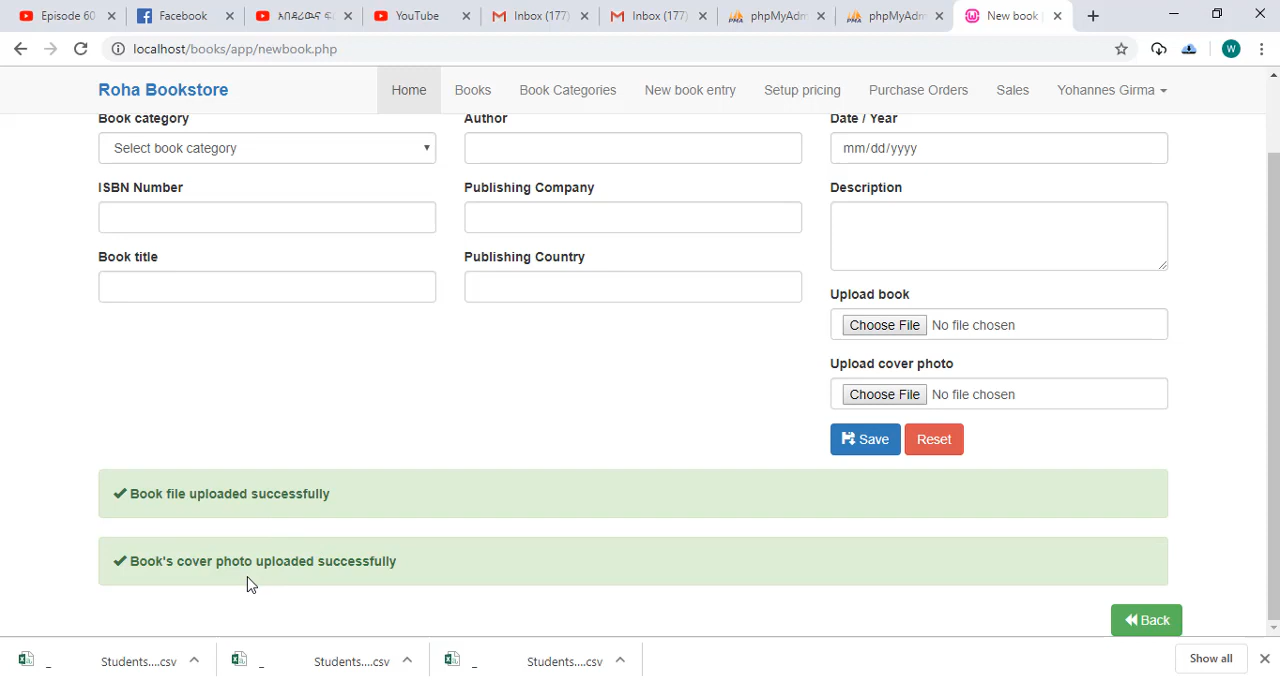 Episode 60
Facebook
አስደሳውና ፍ
YouTube
Inbox (177)
Inbox (177)
phpMyAdm
phpMyAdm
New book
localhost/books/app/newbook.php
W
Roha Bookstore
Home
Books
Book Categories
New book entry
Setup pricing
Purchase Orders
Sales
Yohannes Girma
Book category
Author
Date / Year
Select book category
mm/dd/yyyy
ISBN Number
Publishing Company
Description
Book title
Publishing Country
Upload book
Choose File No file chosen
Upload cover photo
Choose File No file chosen
Save
Reset
Book file uploaded successfully
Book's cover photo uploaded successfully
Back
_ Students....csv
_ Students....csv
_ Students....csv
Show all